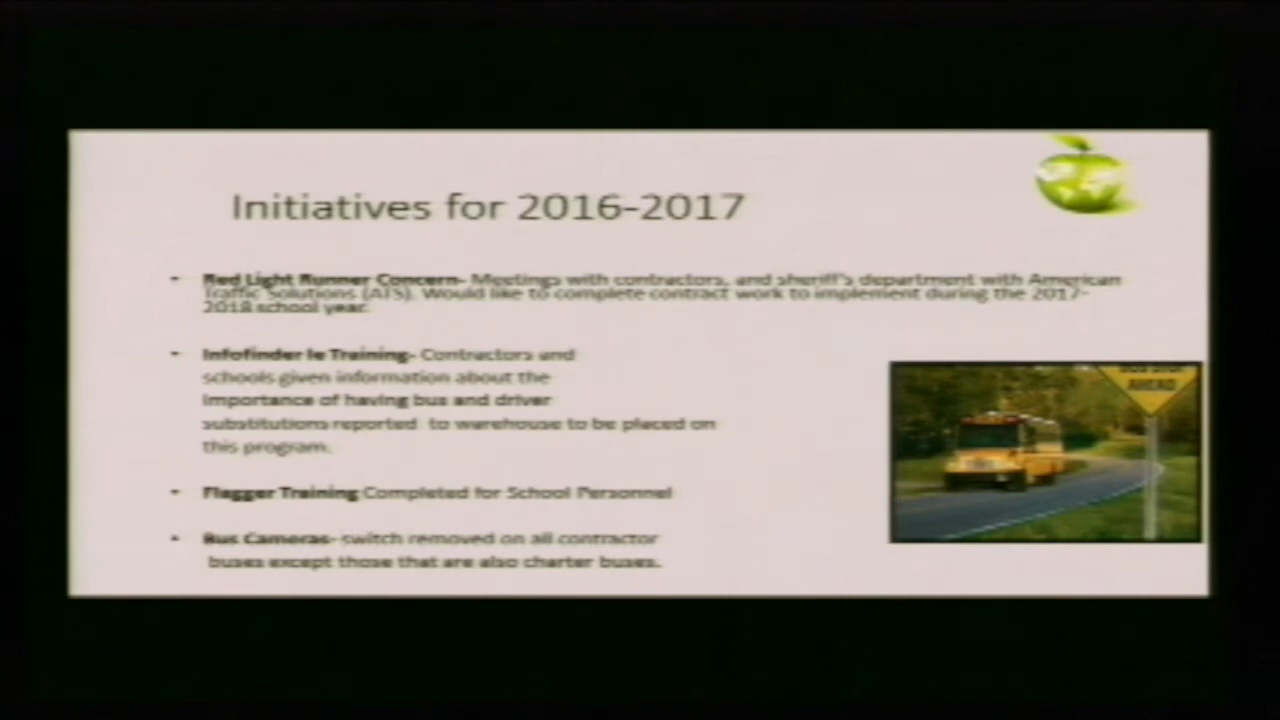 Initiatives for 2016-2017
• Red Light Runner Concern- Meetings with contractors, and sheriff's department with American
Traffic Solutions (ATS). Would like to complete contract work to implement during the 2017-
2018 school year.
• Infofinder le Training- Contractors and
schools given information about the
importance of having bus and driver
substitutions reported to warehouse to be placed on
this program.
• Flagger Training Completed for School Personnel
• Bus Cameras- switch removed on all contractor
buses except those that are also charter buses.
BUS STOP
AHEAD